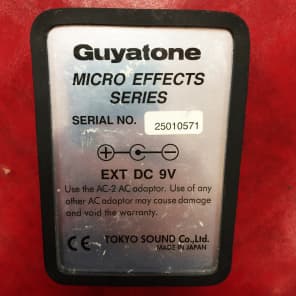 Guyatone
MICRO EFFECTS
SERIES
SERIAL NO. 25010571
EXT DC 9V
Use the AC-2 AC adaptor. Use of any
other AC adaptor may cause damage
and void the warranty.
CE TOKYO SOUND Co.,Ltd.
MADE IN JAPAN